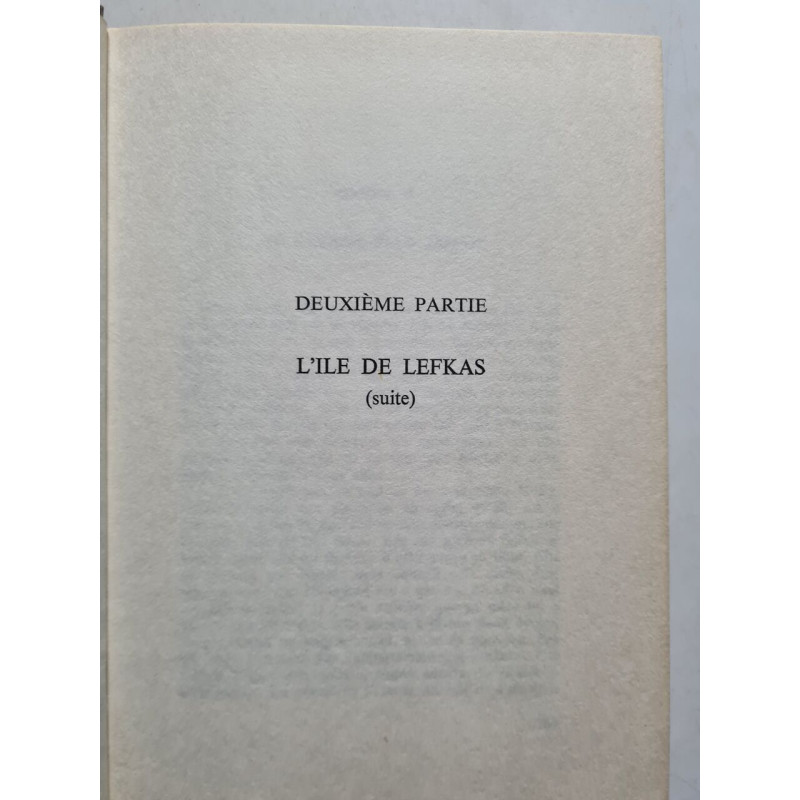 DEUXIÈME PARTIE
L'ILE DE LEFKAS
(suite)